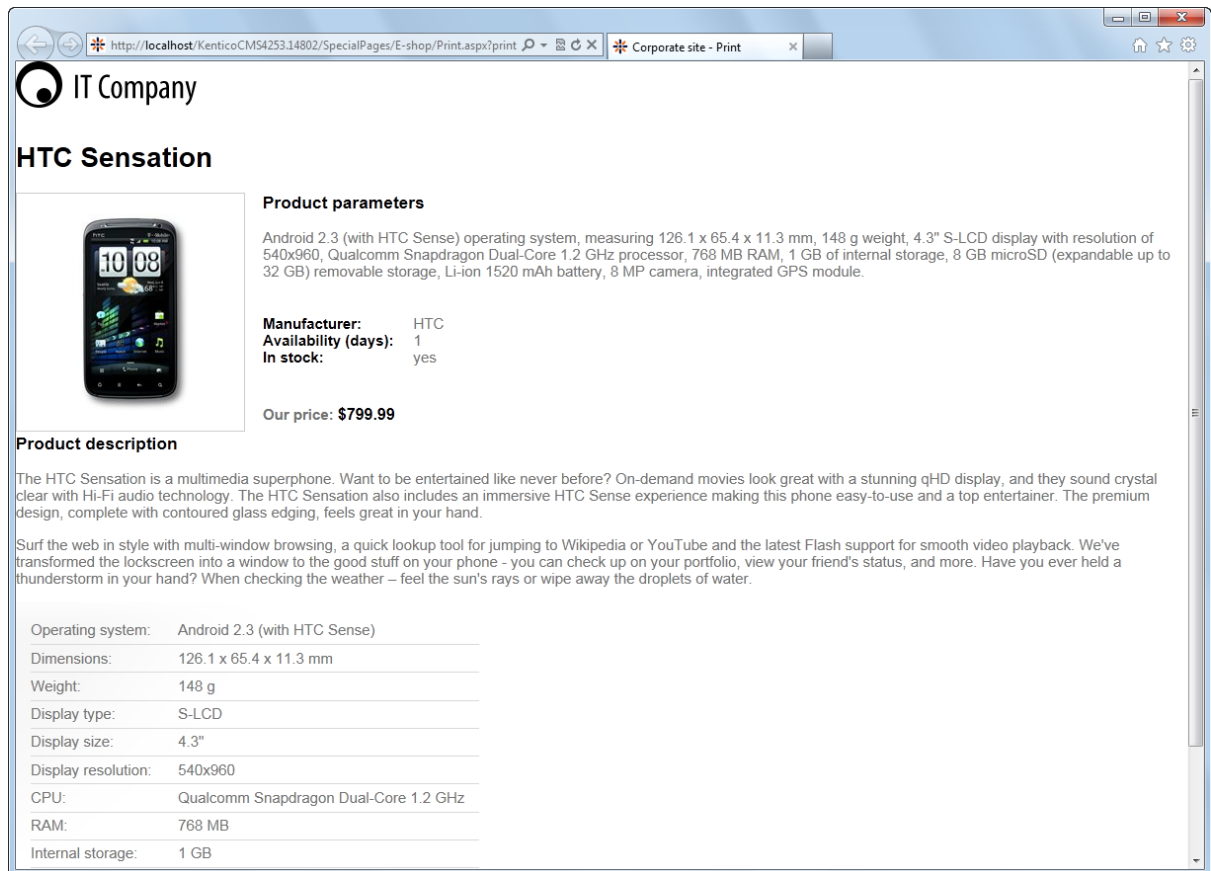 http://localhost/KenticoCMS4253.14802/SpecialPages/E-shop/Print.aspx?print
Corporate site - Print
IT Company
HTC Sensation
hTC
10 08
Product parameters
Android 2.3 (with HTC Sense) operating system, measuring 126.1 x 65.4 x 11.3 mm, 148 g weight, 4.3" S-LCD display with resolution of
540x960, Qualcomm Snapdragon Dual-Core 1.2 GHz processor, 768 MB RAM, 1 GB of internal storage, 8 GB microSD (expandable up to
32 GB) removable storage, Li-ion 1520 mAh battery, 8 MP camera, integrated GPS module.
Manufacturer: HTC
Availability (days): 1
In stock: yes
Our price: $799.99
Product description
The HTC Sensation is a multimedia superphone. Want to be entertained like never before? On-demand movies look great with a stunning qHD display, and they sound crystal
clear with Hi-Fi audio technology. The HTC Sensation also includes an immersive HTC Sense experience making this phone easy-to-use and a top entertainer. The premium
design, complete with contoured glass edging, feels great in your hand.
Surf the web in style with multi-window browsing, a quick lookup tool for jumping to Wikipedia or YouTube and the latest Flash support for smooth video playback. We've
transformed the lockscreen into a window to the good stuff on your phone - you can check up on your portfolio, view your friend's status, and more. Have you ever held a
thunderstorm in your hand? When checking the weather – feel the sun's rays or wipe away the droplets of water.
Operating system: Android 2.3 (with HTC Sense)
Dimensions: 126.1 x 65.4 x 11.3 mm
Weight: 148 g
Display type: S-LCD
Display size: 4.3"
Display resolution: 540x960
CPU: Qualcomm Snapdragon Dual-Core 1.2 GHz
RAM: 768 MB
Internal storage: 1 GB